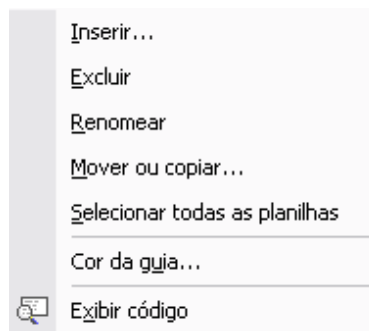 Inserir...
Excluir
Renomear
Mover ou copiar...
Selecionar todas as planilhas
Cor da guia...
Exibir código